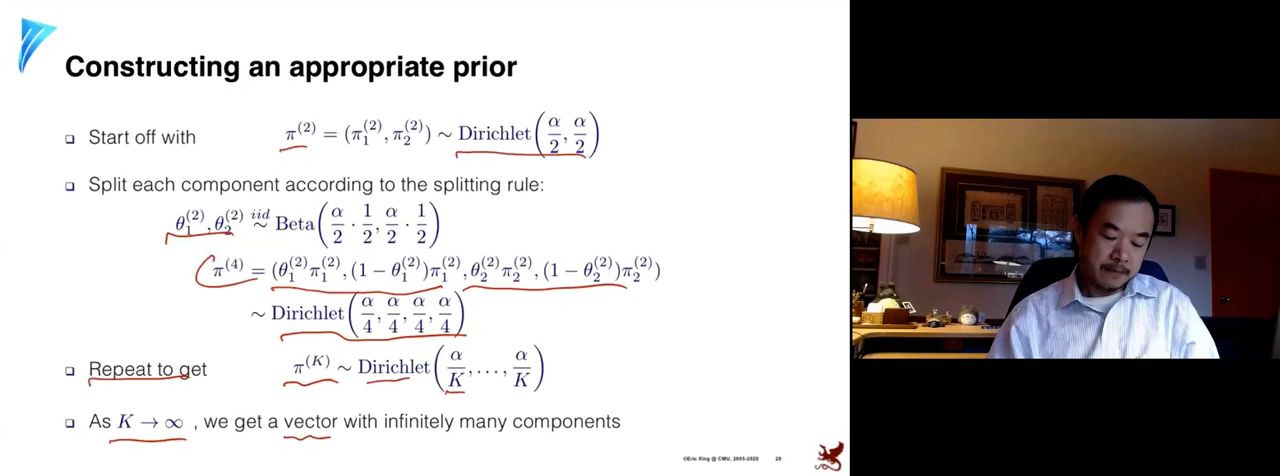 Constructing an appropriate prior
❑ Start off with π^{(2)} = (π_1^{(2)}, π_2^{(2)}) ∼ Dirichlet(α/2, α/2)
❑ Split each component according to the splitting rule:
θ_1^{(2)}, θ_2^{(2)} iid ∼ Beta(α/2 · 1/2, α/2 · 1/2)
π^{(4)} = (θ_1^{(2)}π_1^{(2)}, (1 − θ_1^{(2)})π_1^{(2)}, θ_2^{(2)}π_2^{(2)}, (1 − θ_2^{(2)})π_2^{(2)})
∼ Dirichlet(α/4, α/4, α/4, α/4)
❑ Repeat to get π^{(K)} ∼ Dirichlet(α/K, . . . , α/K)
❑ As K → ∞ , we get a vector with infinitely many components
©Eric Xing @ CMU, 2005-2020 20